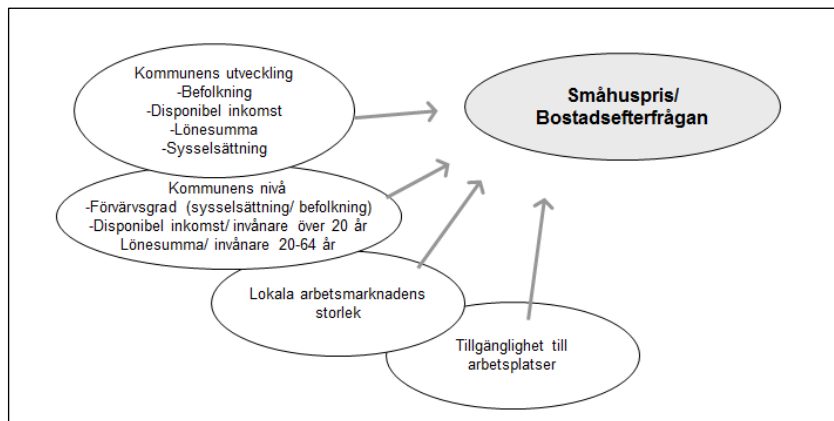 Kommunens utveckling
-Befolkning
-Disponibel inkomst
-Lönesumma
-Sysselsättning
Småhuspris/
Bostadsefterfrågan
Kommunens nivå
-Förvärvsgrad (sysselsättning/ befolkning)
-Disponibel inkomst/ invånare över 20 år
Lönesumma/ invånare 20-64 år
Lokala arbetsmarknadens
storlek
Tillgänglighet till
arbetsplatser